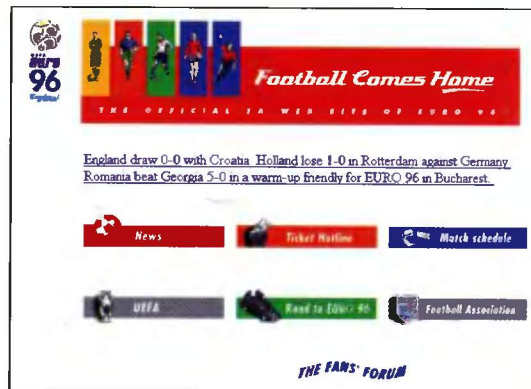 Euro
96
England
Football Comes Home
THE OFFICIAL FA WEB SITE OF EURO 96
England draw 0-0 with Croatia Holland lose 1-0 in Rotterdam against Germany
Romania beat Georgia 5-0 in a warm-up friendly for EURO 96 in Bucharest.
News
Ticket Hotline
Match schedule
UEFA
Road to EURO 96
Football Association
THE FANS' FORUM